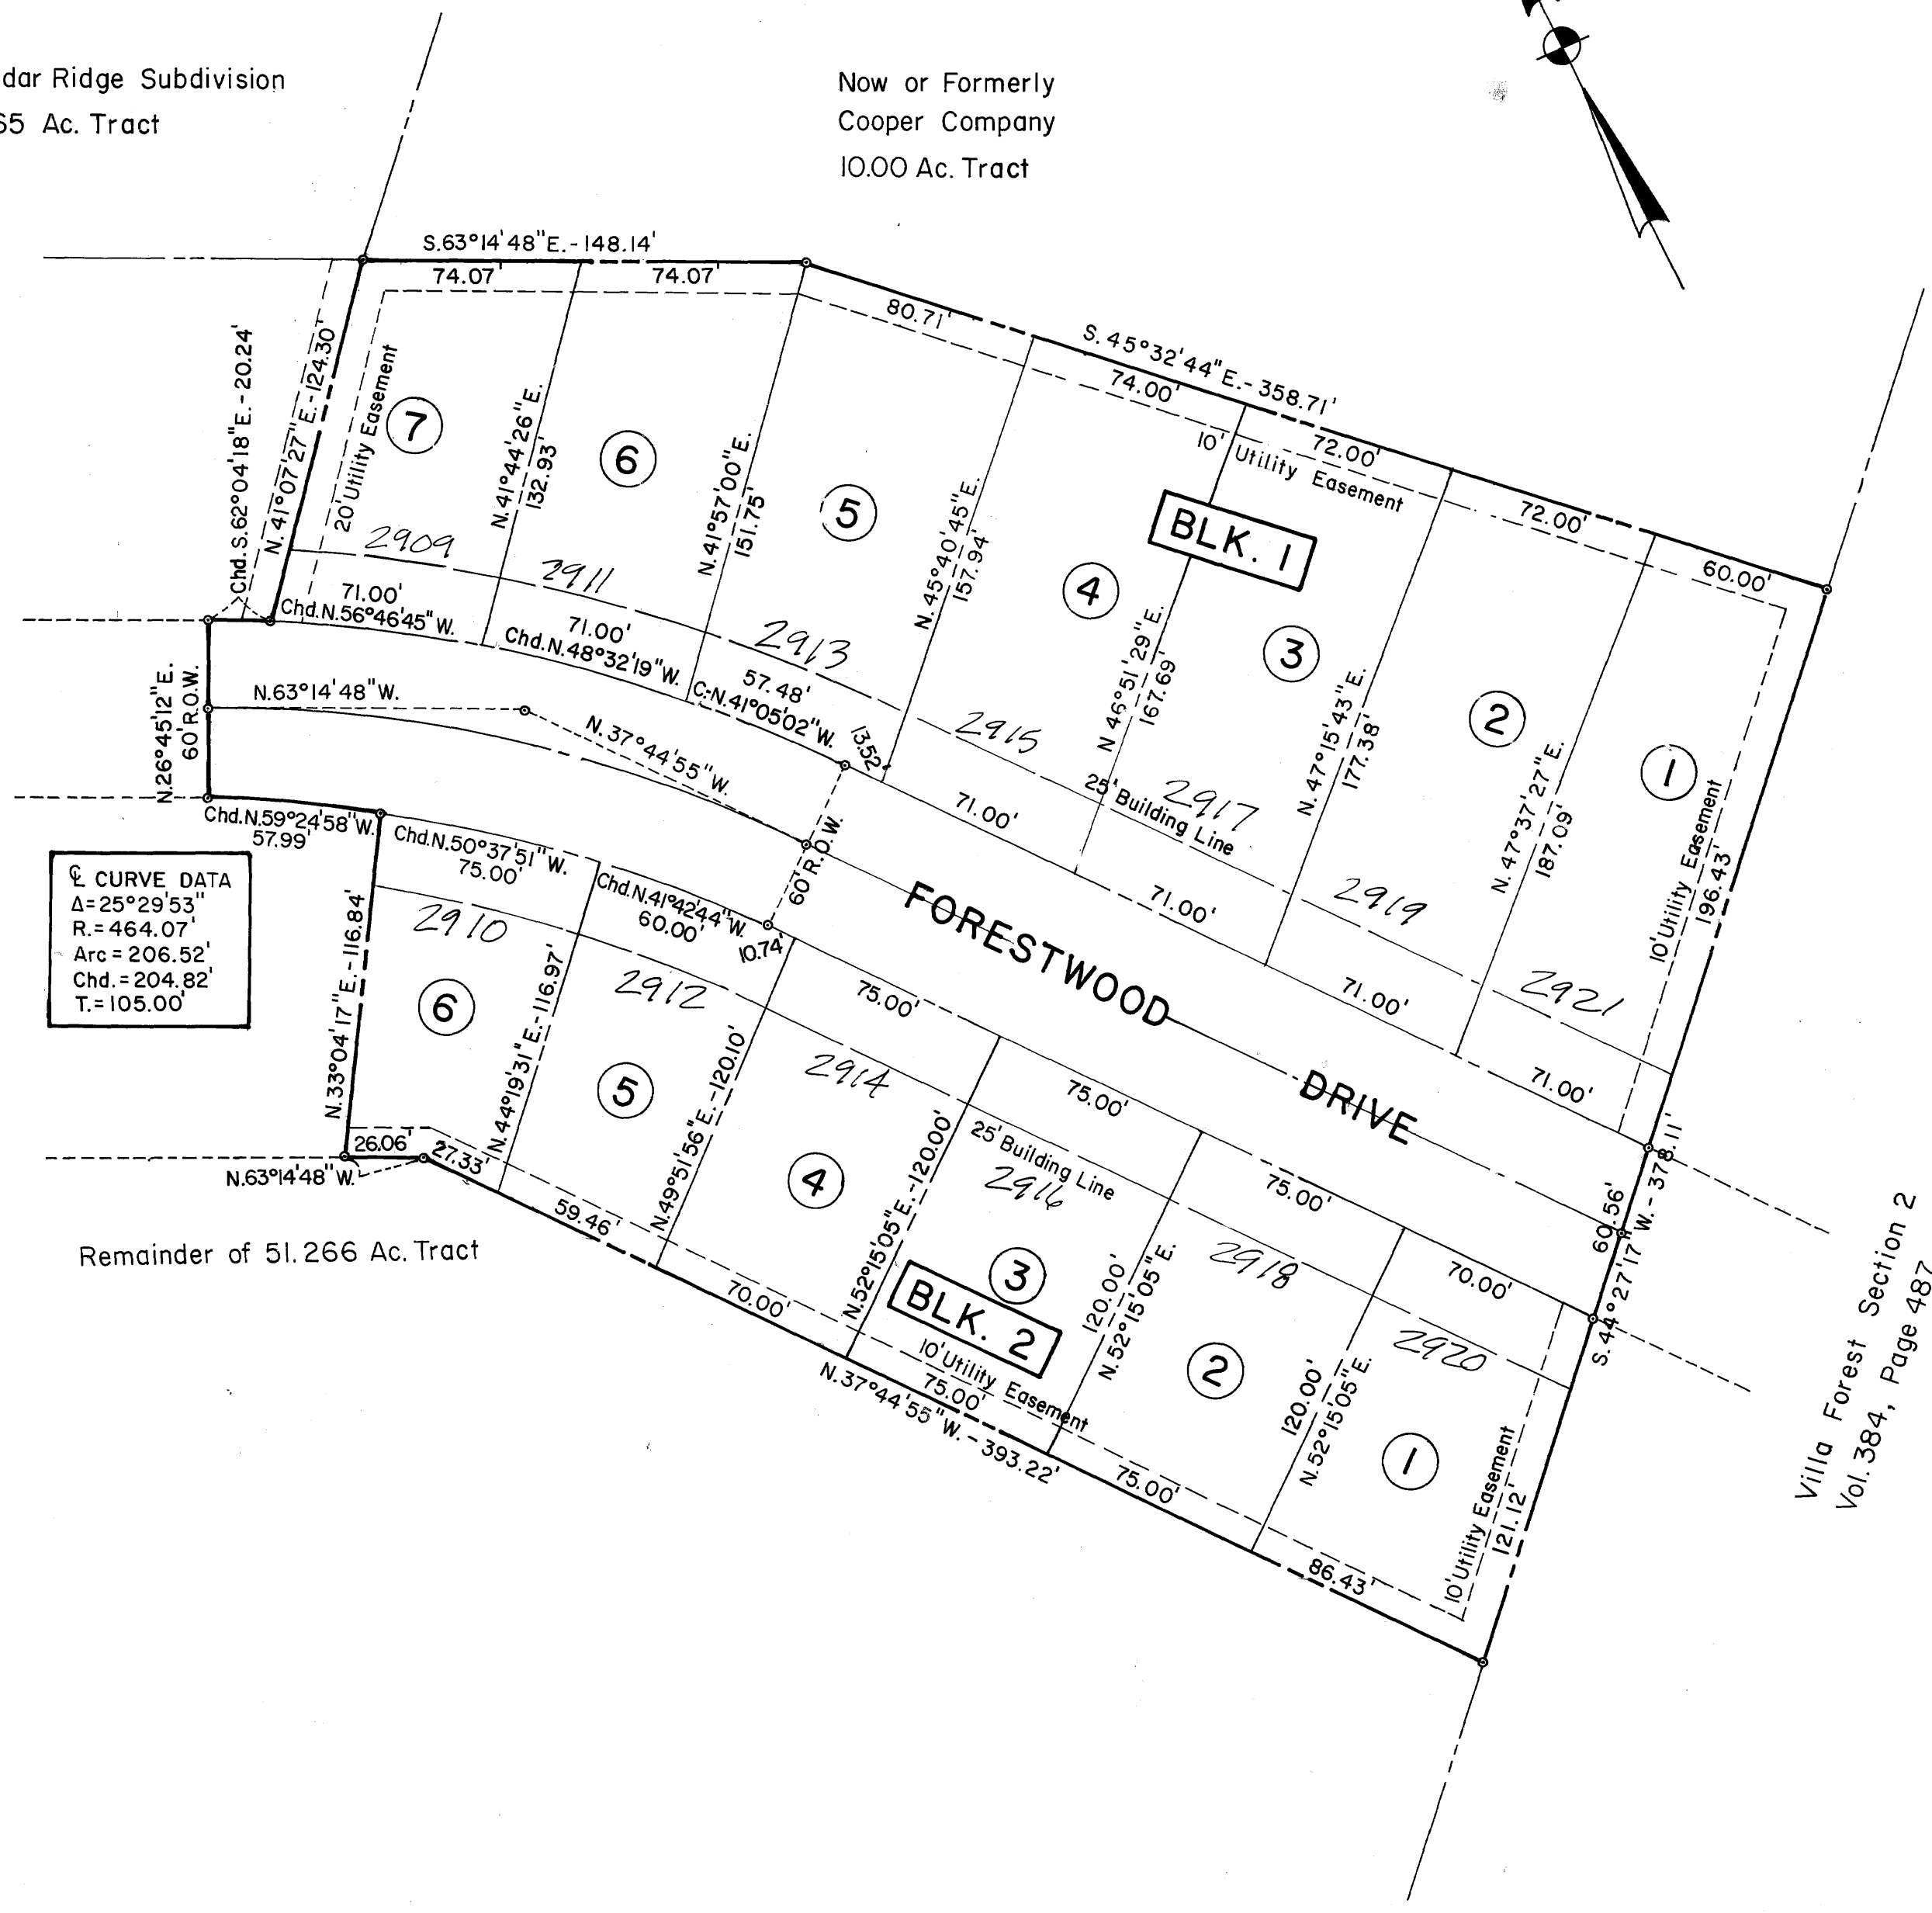 dar Ridge Subdivision
65 Ac. Tract
Now or Formerly
Cooper Company
10.00 Ac. Tract
S.63°14'48"E.-148.14'
74.07'
74.07'
80.71'
S. 45°32'44"E.-358.71'
74.00'
72.00'
72.00'
60.00'
10' Utility Easement
Chd.S.62°04'18"E.-20.24'
N.41°07'27"E.-124.30'
20' Utility Easement
7
N.41°44'26"E.
132.93'
6
N.41°57'00"E.
151.75'
5
N.45°40'45"E.
157.94'
4
BLK. 1
N 46°51'29"E.
167.69'
3
N.47°15'43"E.
177.38'
2
N.47°37'27"E.
187.09'
1
10' Utility Easement
196.43'
2909
2911
2913
2915
2917
2919
2921
25' Building Line
71.00'
Chd.N.56°46'45"W.
71.00'
Chd.N.48°32'19"W.
57.48'
C-N.41°05'02"W.
13.52'
71.00'
71.00'
71.00'
71.00'
N.26°45'12"E.
60' R.O.W.
N.63°14'48"W.
N.37°44'55"W.
60' R.O.W.
FORESTWOOD DRIVE
Chd.N.59°24'58"W.
57.99'
Chd.N.50°37'51"W.
75.00'
Chd.N.41°42'44"W.
60.00'
10.74'
75.00'
75.00'
75.00'
70.00'
60.56'
S.44°27'17"W.-378.11'
℄ CURVE DATA
Δ=25°29'53"
R.=464.07'
Arc=206.52'
Chd.=204.82'
T.=105.00'
N.33°04'17"E.-116.84'
2910
2912
2914
2916
2918
2920
25' Building Line
6
N.44°19'31"E.-116.97'
5
N.49°51'56"E.-120.10'
4
N.52°15'05"E.-120.00'
3
BLK. 2
120.00'
N.52°15'05"E.
2
120.00'
N.52°15'05"E.
1
10' Utility Easement
121.12'
26.06'
27.33'
N.63°14'48"W.
59.46'
70.00'
10' Utility Easement
75.00'
N.37°44'55"W.-393.22'
75.00'
86.43'
Remainder of 51.266 Ac. Tract
Villa Forest Section 2
Vol. 384, Page 487